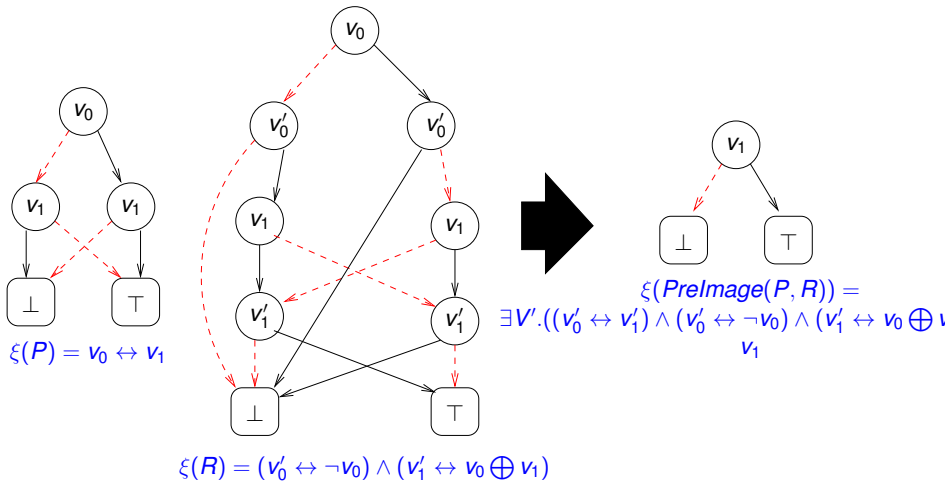 v₀
v₁ v₁
⊥ ⊤
ξ(P) = v₀ ↔ v₁
v₀
v₀′ v₀′
v₁ v₁
v₁′ v₁′
⊥ ⊤
ξ(R) = (v₀′ ↔ ¬v₀) ∧ (v₁′ ↔ v₀ ⨁ v₁)
v₁
⊥ ⊤
ξ(PreImage(P, R)) =
∃V′.((v₀′ ↔ v₁′) ∧ (v₀′ ↔ ¬v₀) ∧ (v₁′ ↔ v₀ ⨁ v
v₁